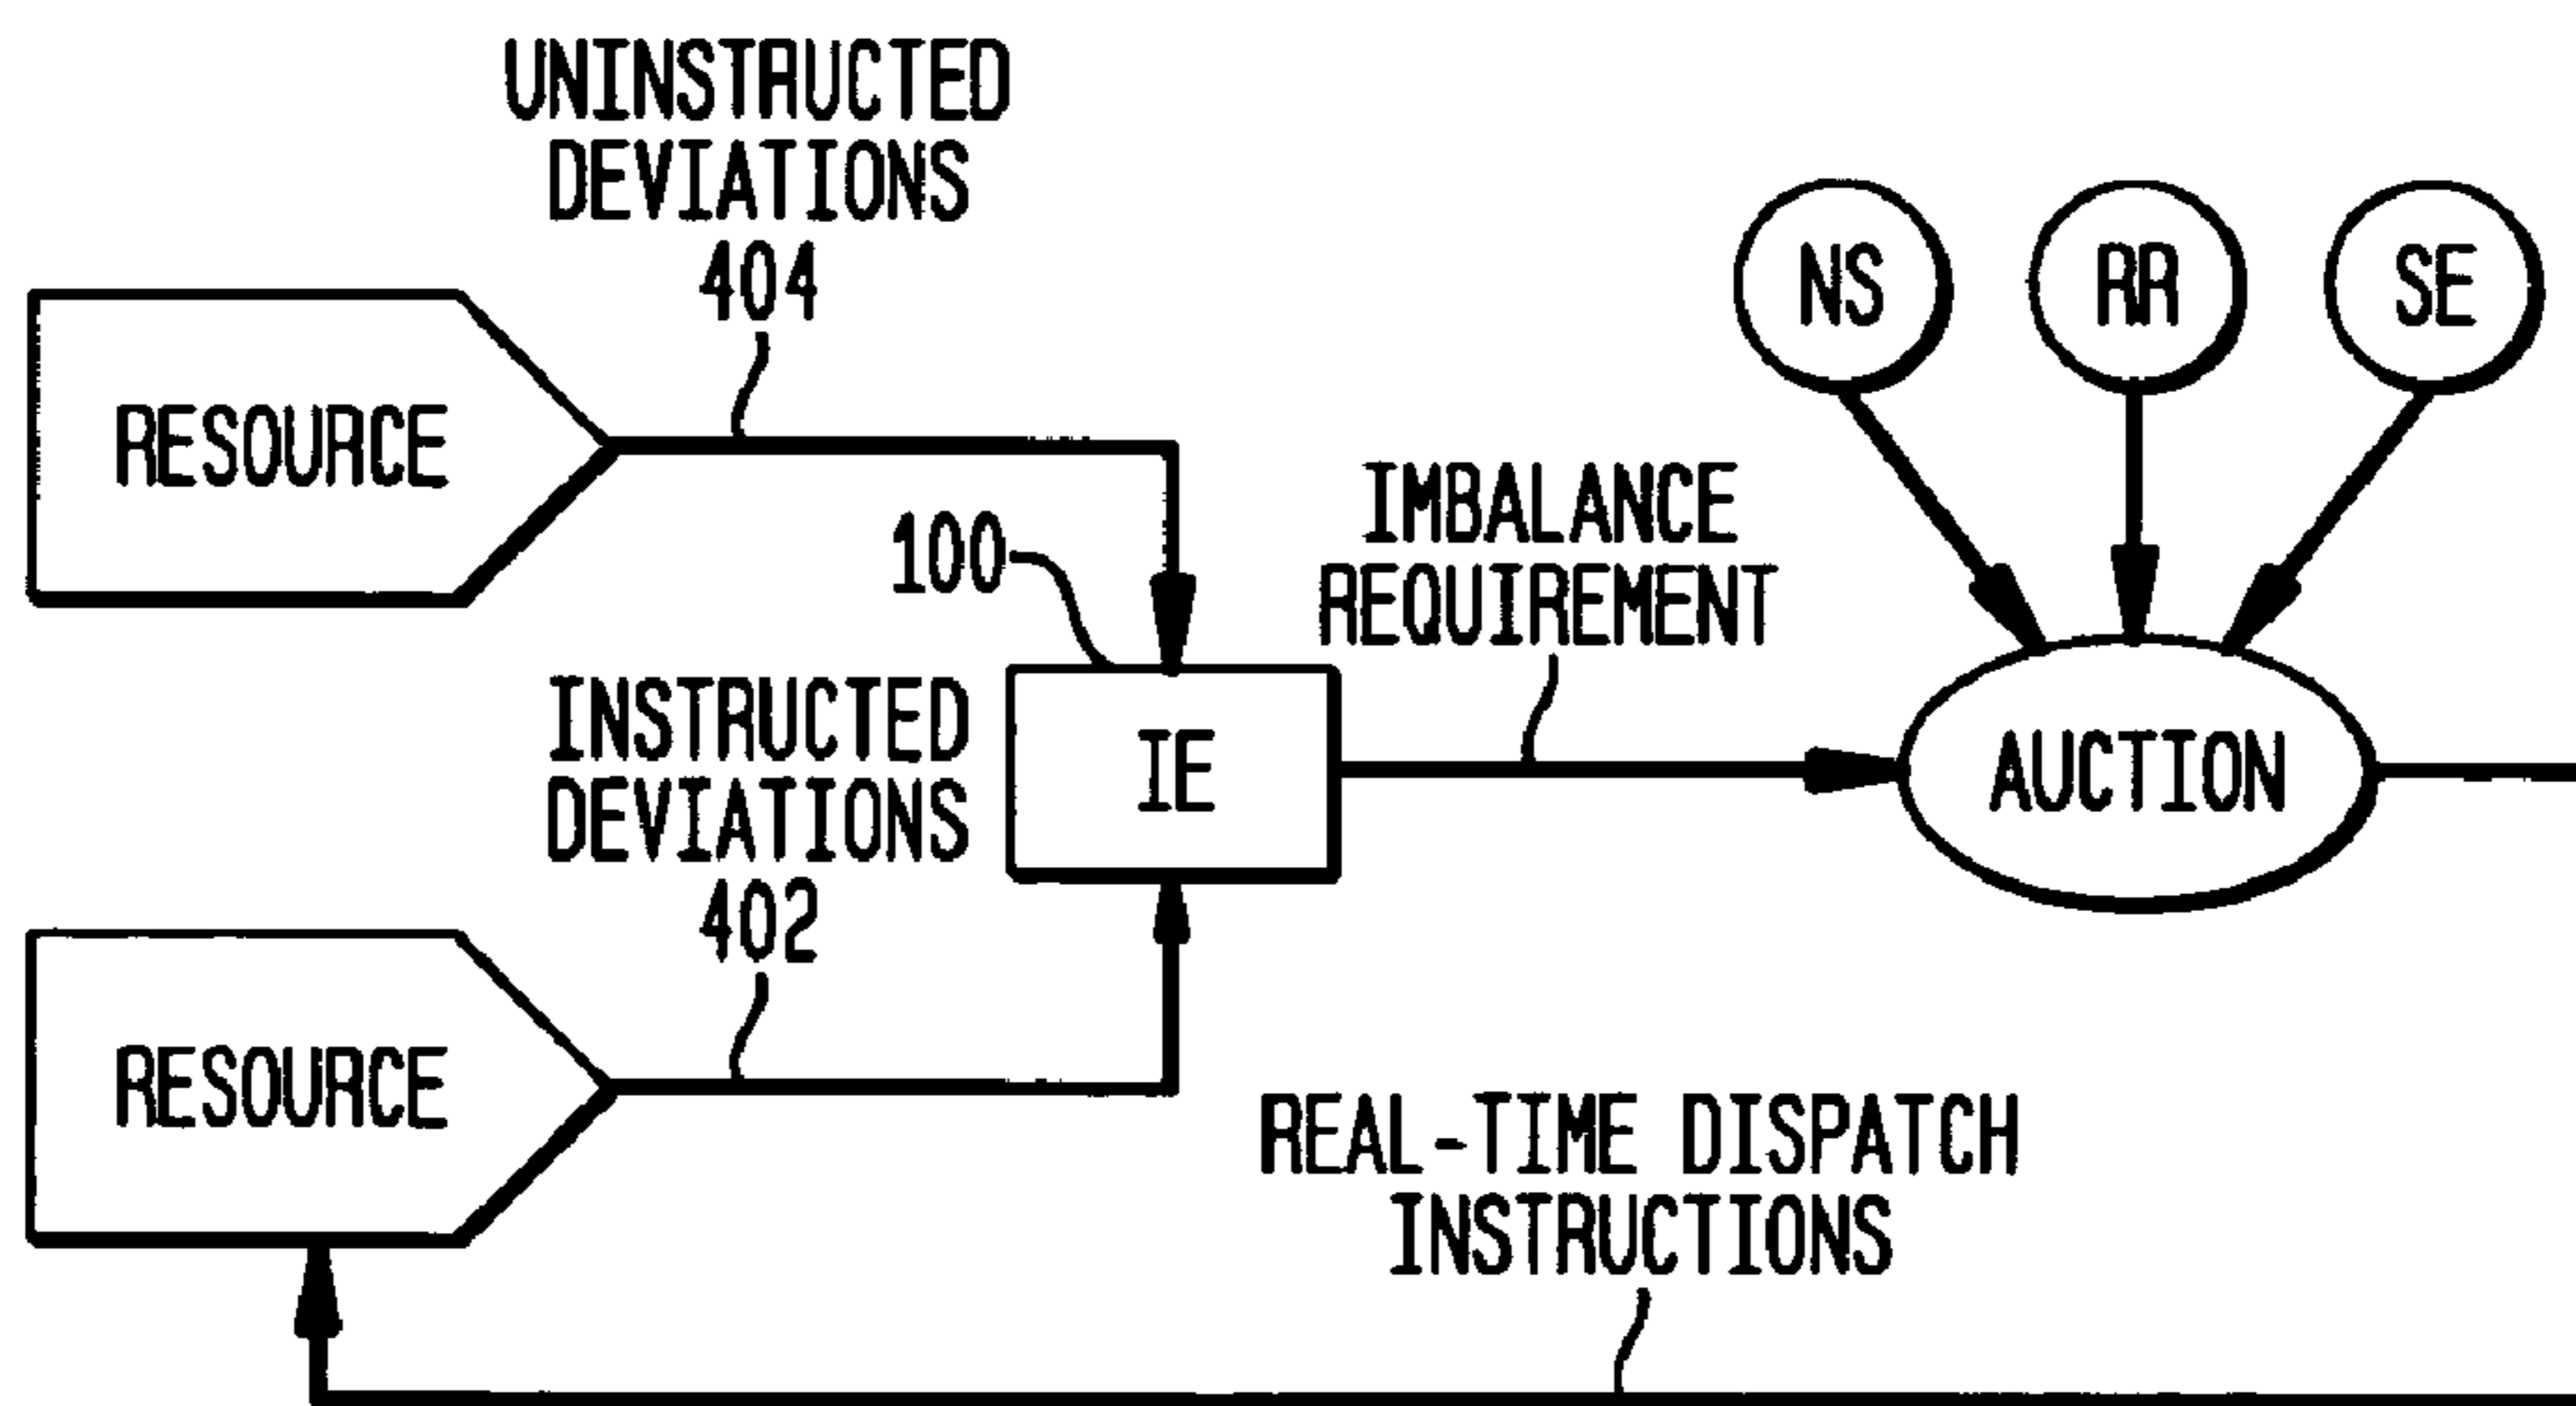 UNINSTRUCTED
DEVIATIONS
404
NS
RR
SE
RESOURCE
100
IMBALANCE
REQUIREMENT
INSTRUCTED
DEVIATIONS
402
IE
AUCTION
RESOURCE
REAL-TIME DISPATCH
INSTRUCTIONS